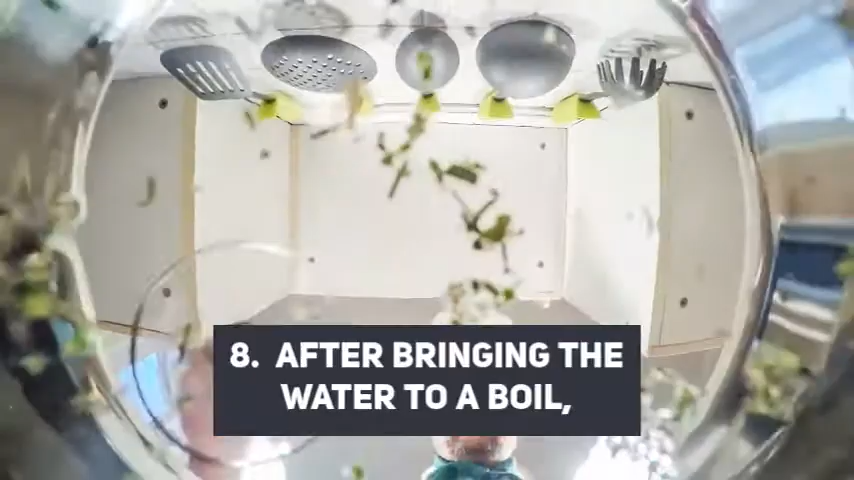 8. AFTER BRINGING THE
WATER TO A BOIL,